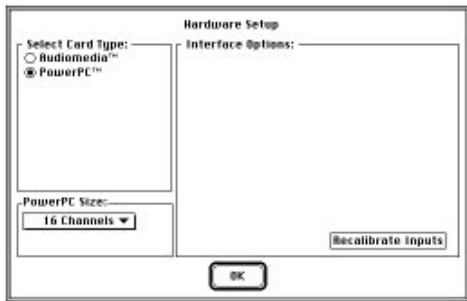 Hardware Setup
Select Card Type:
Audiomedia™
PowerPC™
Interface Options:
PowerPC Size:
16 Channels
Recalibrate Inputs
OK